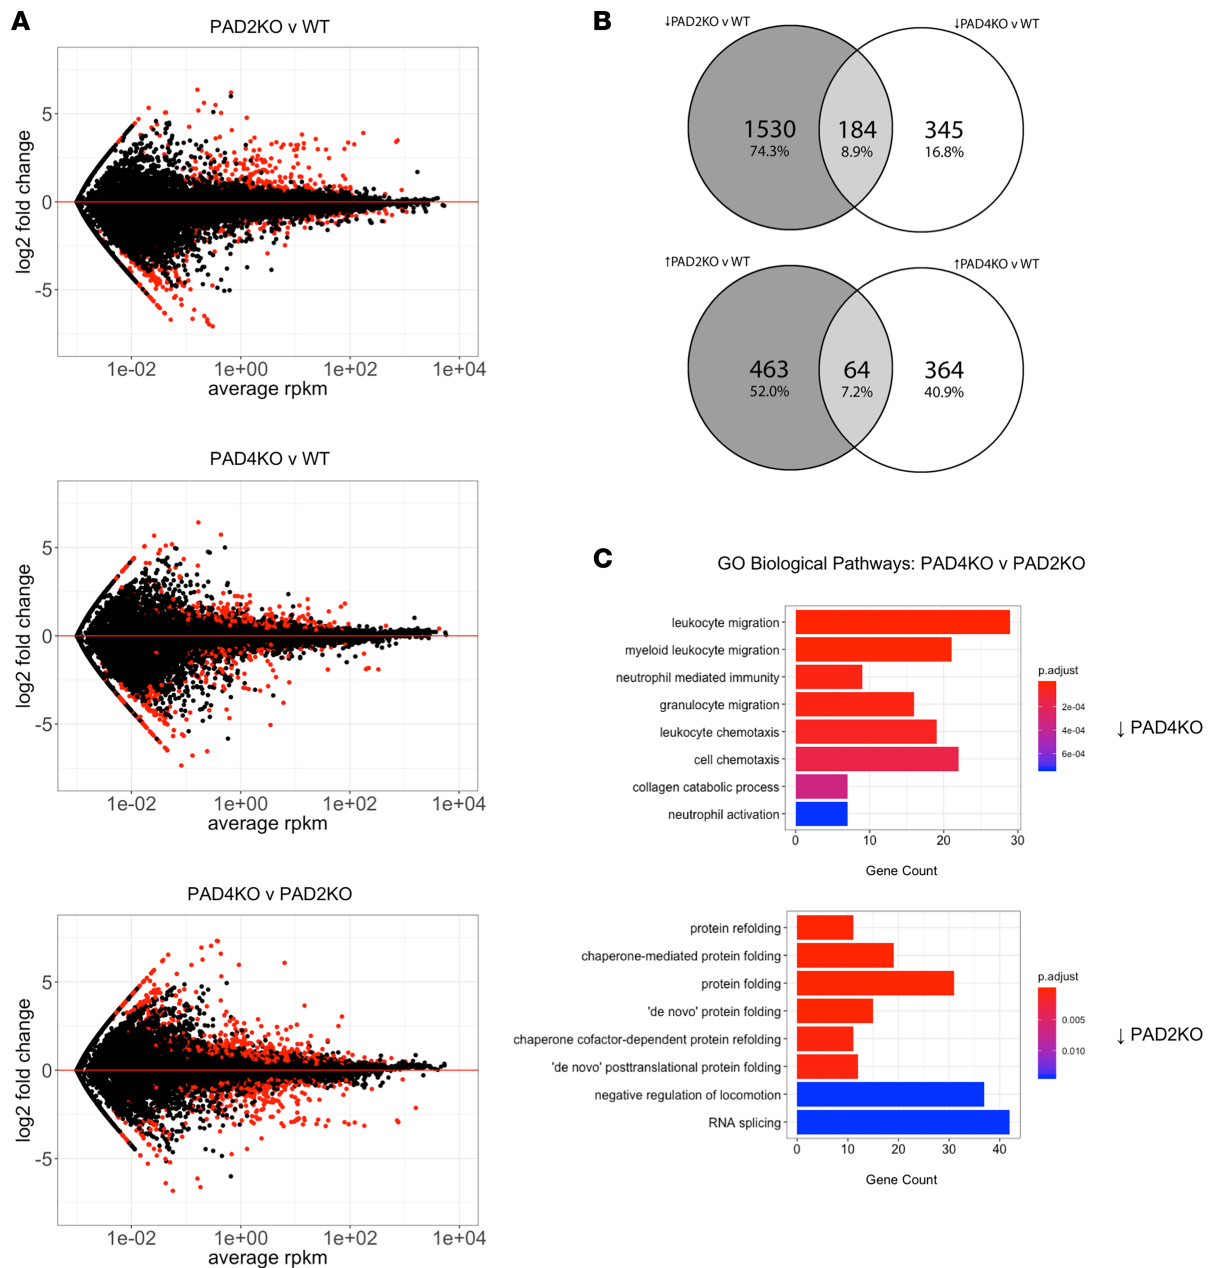 A
PAD2KO v WT
log2 fold change
5
0
-5
1e-02
1e+00
1e+02
1e+04
average rpkm
PAD4KO v WT
log2 fold change
5
0
-5
1e-02
1e+00
1e+02
1e+04
average rpkm
PAD4KO v PAD2KO
log2 fold change
5
0
-5
1e-02
1e+00
1e+02
1e+04
average rpkm
B
↓PAD2KO v WT
↓PAD4KO v WT
1530
74.3%
184
8.9%
345
16.8%
↑PAD2KO v WT
↑PAD4KO v WT
463
52.0%
64
7.2%
364
40.9%
C
GO Biological Pathways: PAD4KO v PAD2KO
leukocyte migration
myeloid leukocyte migration
neutrophil mediated immunity
granulocyte migration
leukocyte chemotaxis
cell chemotaxis
collagen catabolic process
neutrophil activation
0
10
20
30
Gene Count
p.adjust
2e-04
4e-04
6e-04
↓ PAD4KO
protein refolding
chaperone-mediated protein folding
protein folding
'de novo' protein folding
chaperone cofactor-dependent protein refolding
'de novo' posttranslational protein folding
negative regulation of locomotion
RNA splicing
0
10
20
30
40
Gene Count
p.adjust
0.005
0.010
↓ PAD2KO